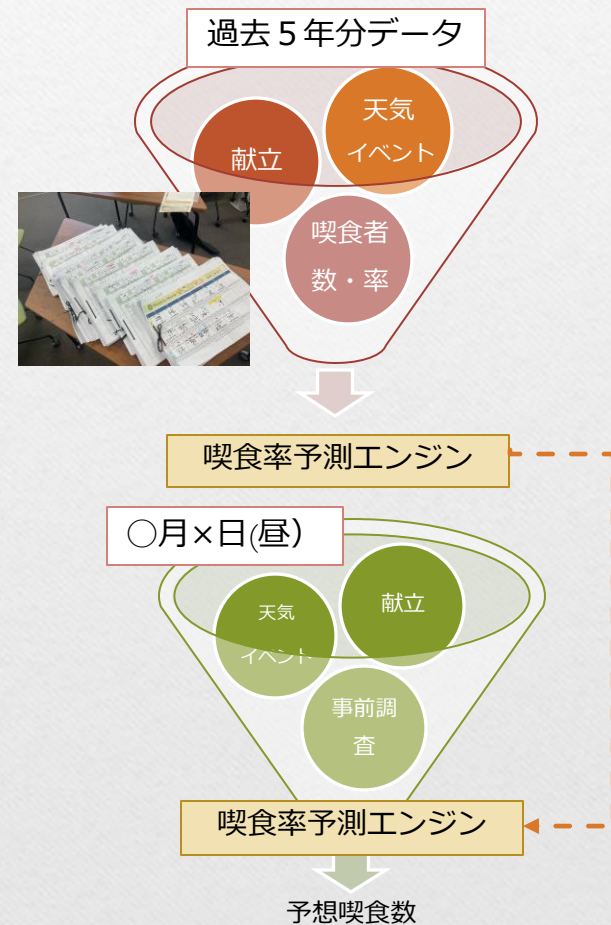 過去５年分データ
天気
イベント
献立
喫食者
数・率
喫食率予測エンジン
○月×日(昼）
天気
イベント
献立
事前調
査
喫食率予測エンジン
予想喫食数